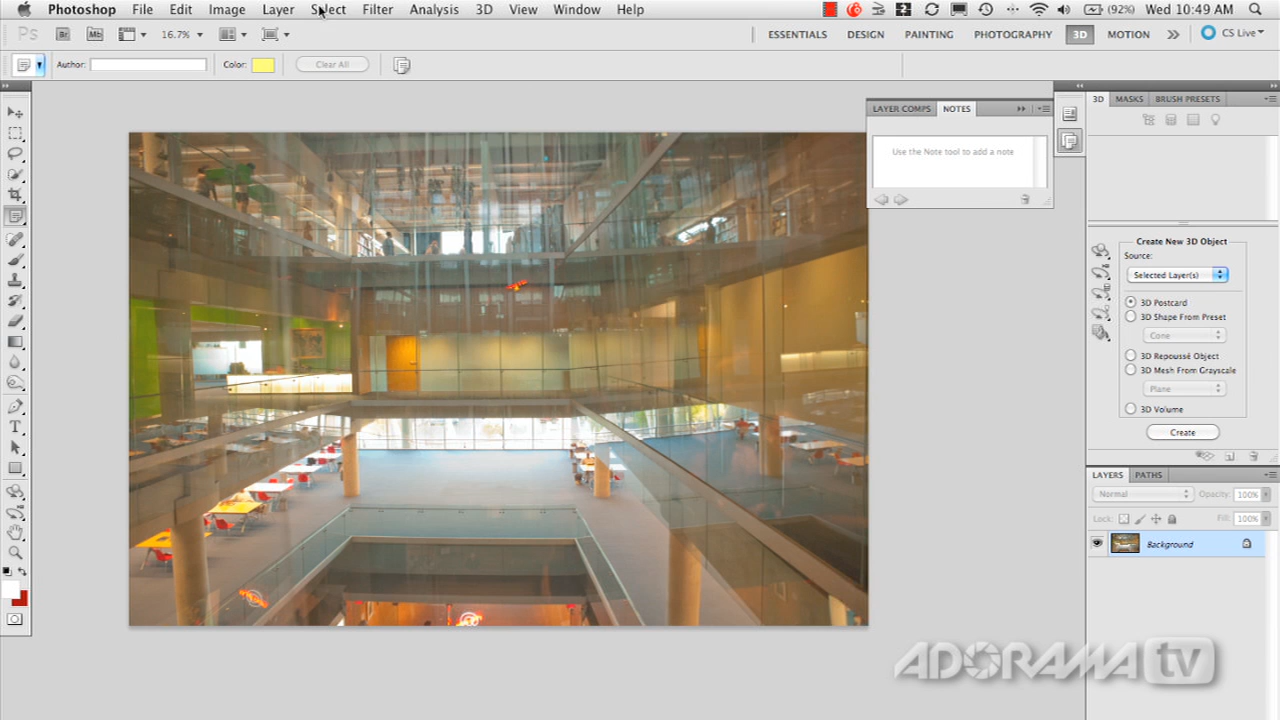 Photoshop File Edit Image Layer Select Filter Analysis 3D View Window Help (92%) Wed 10:49 AM
Ps Br Mb 16.7% ESSENTIALS DESIGN PAINTING PHOTOGRAPHY 3D MOTION CS Live
Author: Color: Clear All
LAYER COMPS NOTES
Use the Note tool to add a note
3D MASKS BRUSH PRESETS
Create New 3D Object
Source:
Selected Layer(s)
3D Postcard
3D Shape From Preset
Cone
3D Repoussé Object
3D Mesh From Grayscale
Plane
3D Volume
Create
LAYERS PATHS
Normal Opacity: 100%
Lock: Fill: 100%
Background
ADORAMA tv